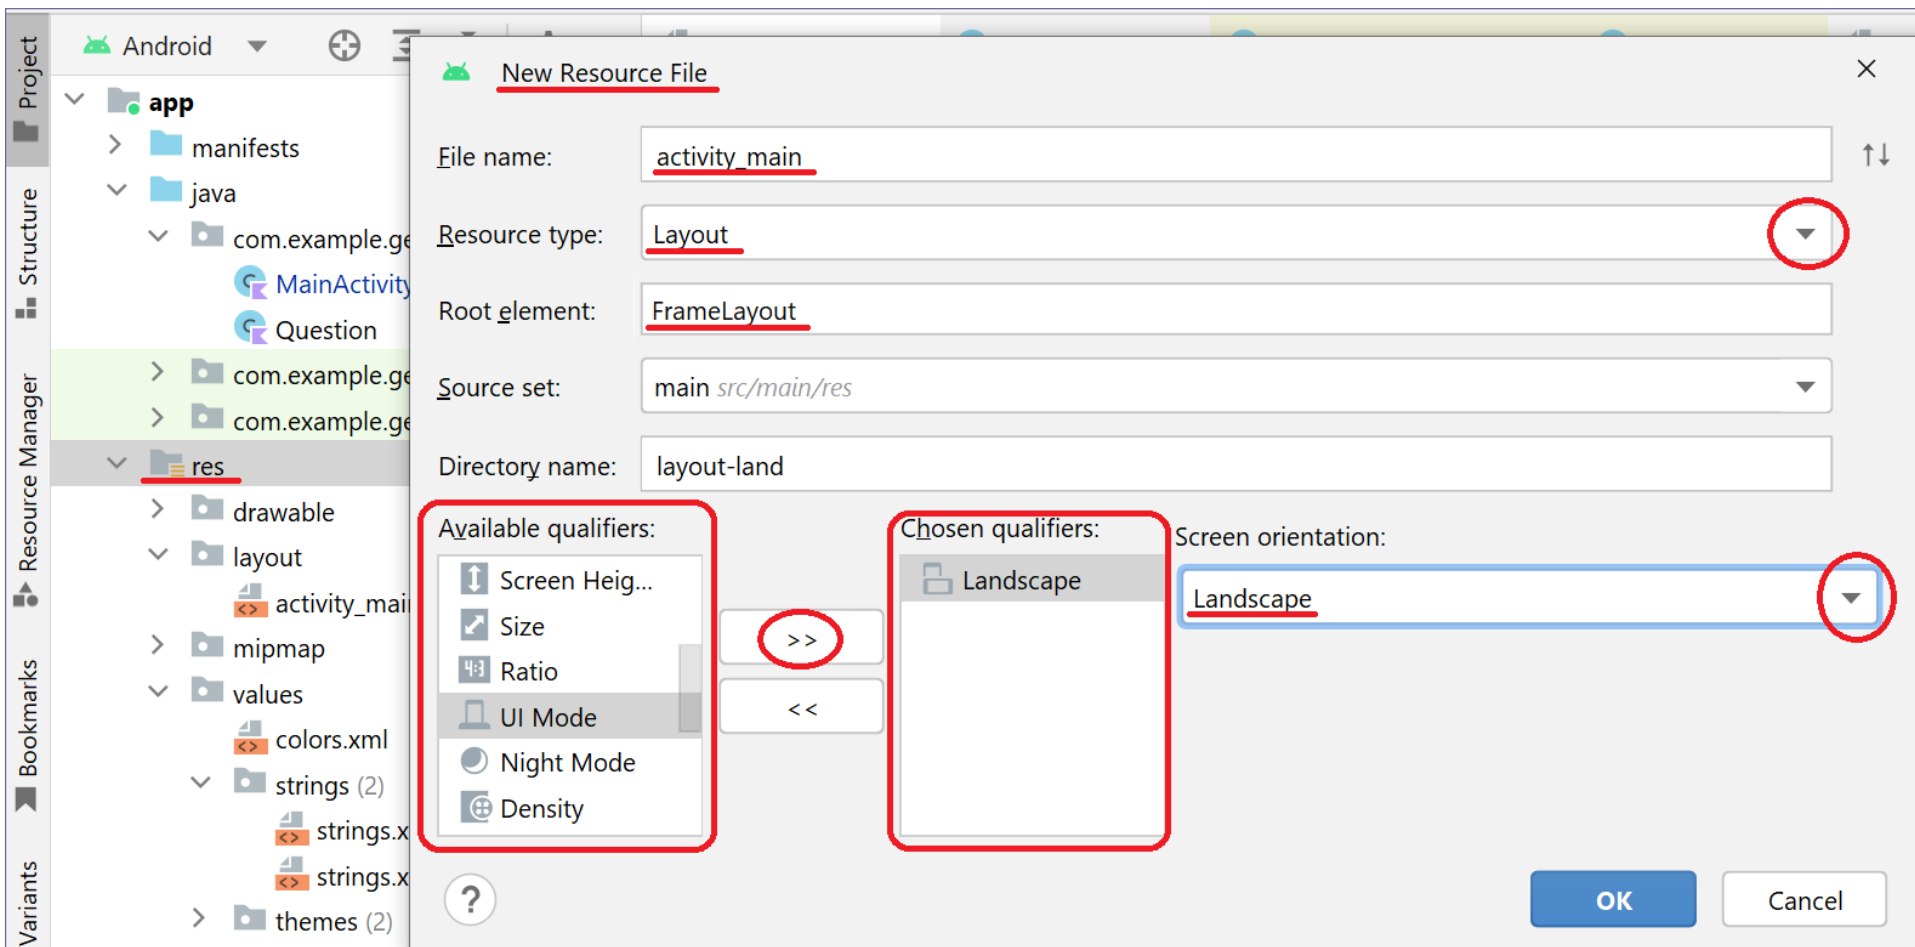 Project
Structure
Resource Manager
Bookmarks
Variants
Android
app
manifests
java
com.example.ge
MainActivity
Question
com.example.ge
com.example.ge
res
drawable
layout
activity_mai
mipmap
values
colors.xml
strings (2)
strings.x
strings.x
themes (2)
New Resource File
File name: activity_main
Resource type: Layout
Root element: FrameLayout
Source set: main src/main/res
Directory name: layout-land
Available qualifiers:
Screen Heig...
Size
4:3 Ratio
UI Mode
Night Mode
Density
>>
<<
Chosen qualifiers:
Landscape
Screen orientation:
Landscape
?
OK
Cancel